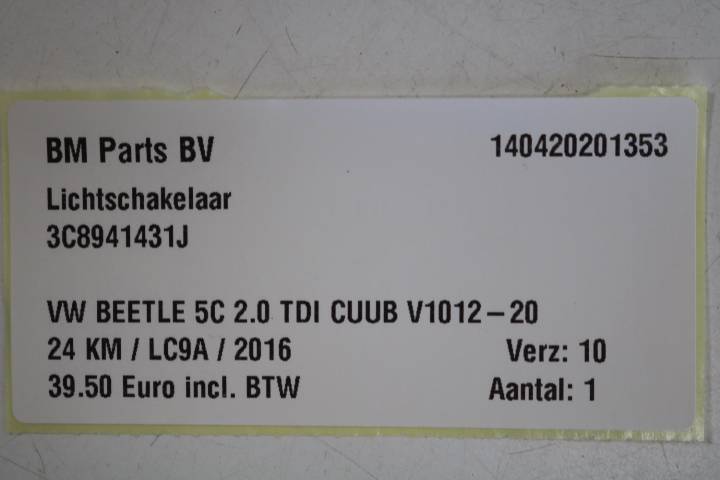 BM Parts BV 140420201353
Lichtschakelaar
3C8941431J
VW BEETLE 5C 2.0 TDI CUUB V1012-20
24 KM / LC9A / 2016 Verz: 10
39.50 Euro incl. BTW Aantal: 1